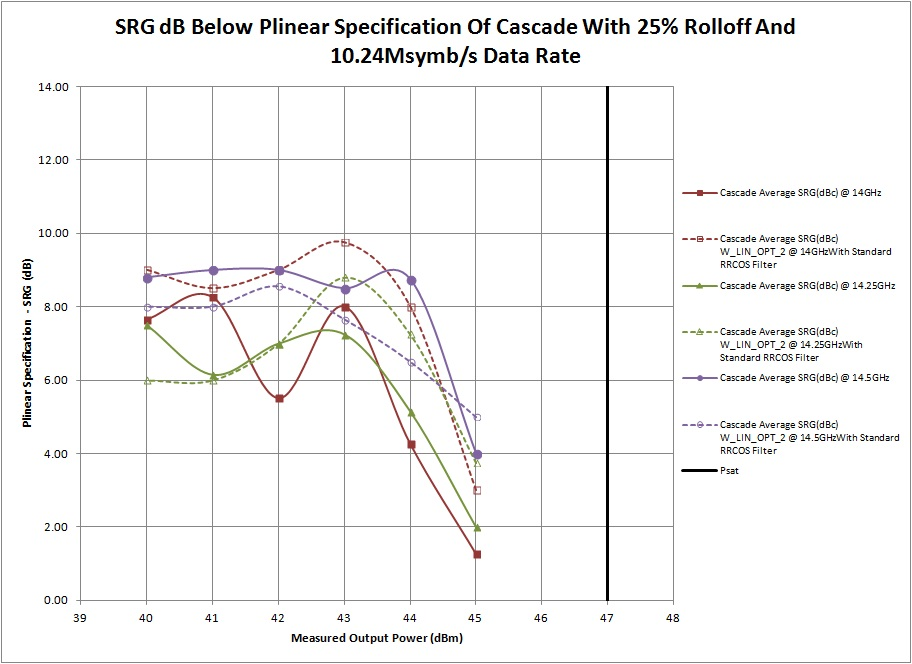 SRG dB Below Plinear Specification Of Cascade With 25% Rolloff And
10.24Msymb/s Data Rate
14.00
12.00
10.00
8.00
6.00
4.00
2.00
0.00
Plinear Specification - SRG (dB)
39 40 41 42 43 44 45 46 47 48
Measured Output Power (dBm)
Cascade Average SRG(dBc) @ 14GHz
Cascade Average SRG(dBc)
W_LIN_OPT_2 @ 14GHzWith Standard
RRCOS Filter
Cascade Average SRG(dBc) @ 14.25GHz
Cascade Average SRG(dBc)
W_LIN_OPT_2 @ 14.25GHzWith
Standard RRCOS Filter
Cascade Average SRG(dBc) @ 14.5GHz
Cascade Average SRG(dBc)
W_LIN_OPT_2 @ 14.5GHzWith Standard
RRCOS Filter
Psat